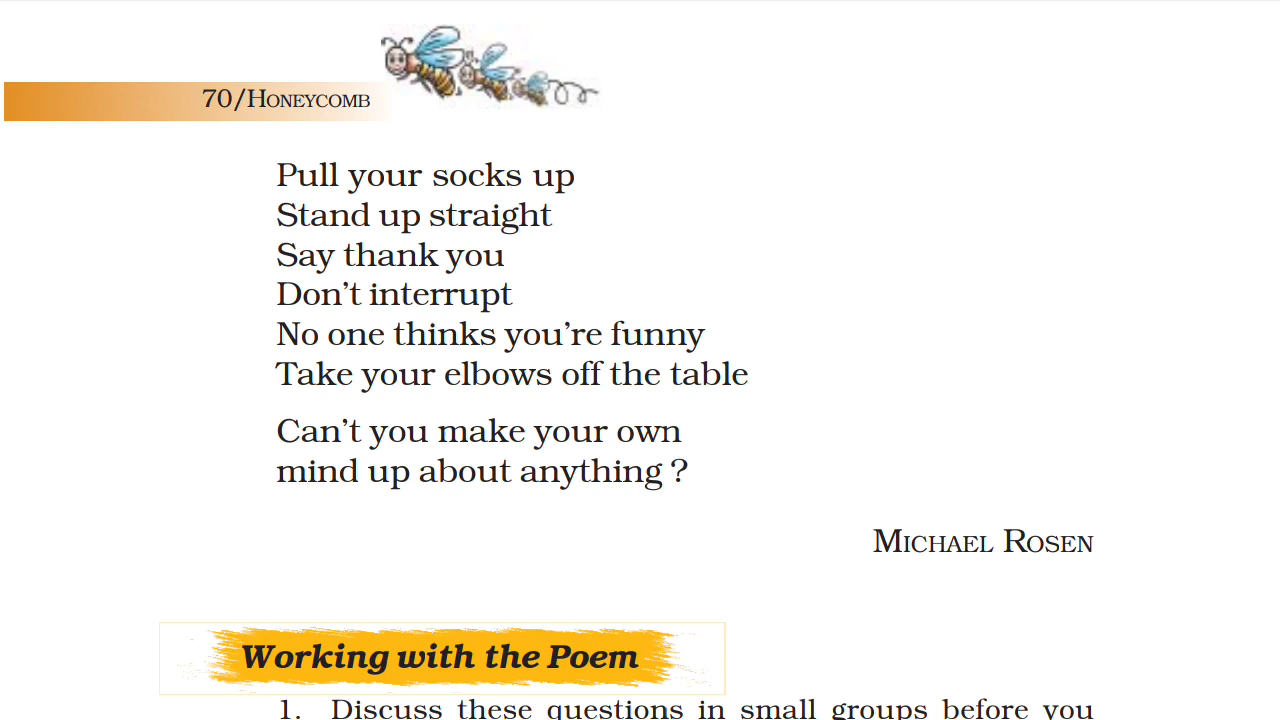 70/HONEYCOMB
Pull your socks up
Stand up straight
Say thank you
Don’t interrupt
No one thinks you’re funny
Take your elbows off the table
Can’t you make your own
mind up about anything ?
MICHAEL ROSEN
Working with the Poem
1. Discuss these questions in small groups before you